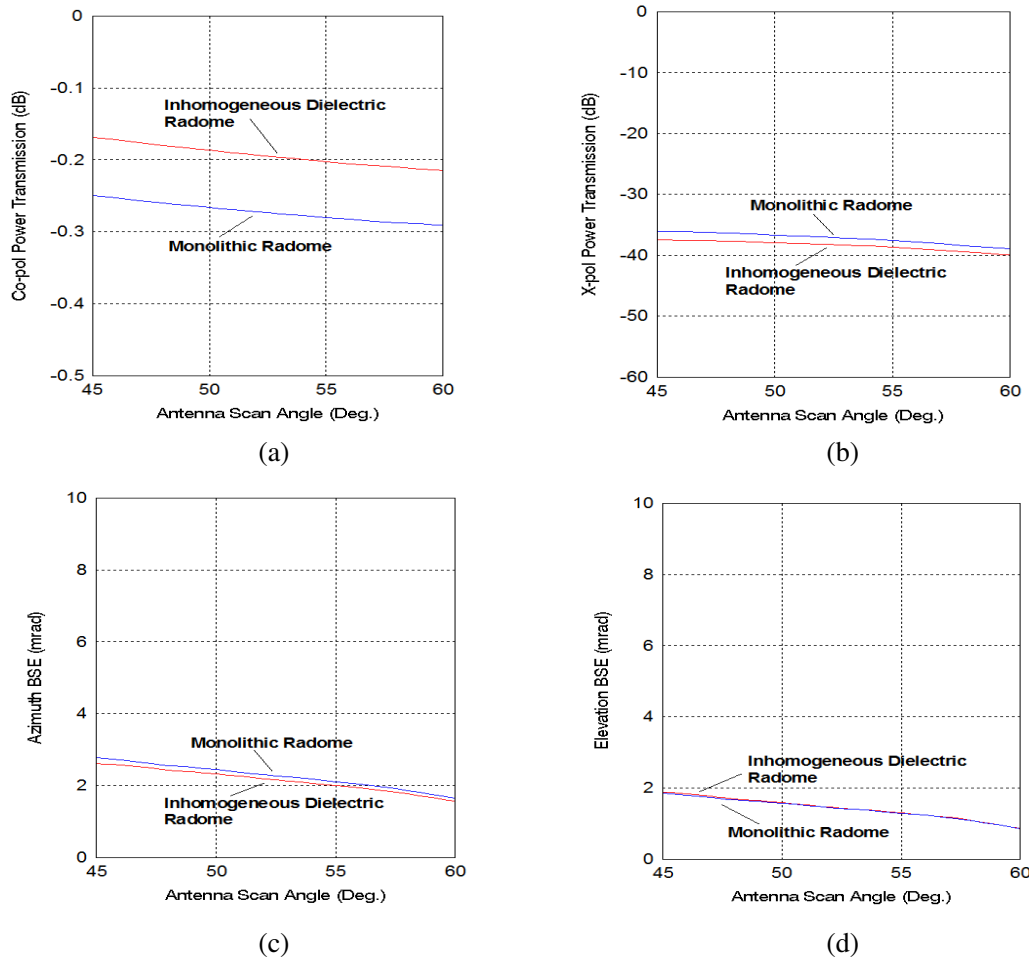 0
-0.1
-0.2
-0.3
-0.4
-0.5
Co-pol Power Transmission (dB)
Inhomogeneous Dielectric
Radome
Monolithic Radome
45
50
55
60
Antenna Scan Angle (Deg.)
(a)
0
-10
-20
-30
-40
-50
-60
X-pol Power Transmission (dB)
Monolithic Radome
Inhomogeneous Dielectric
Radome
45
50
55
60
Antenna Scan Angle (Deg.)
(b)
10
8
6
4
2
0
Azimuth BSE (mrad)
Monolithic Radome
Inhomogeneous Dielectric
Radome
45
50
55
60
Antenna Scan Angle (Deg.)
(c)
10
8
6
4
2
0
Elevation BSE (mrad)
Inhomogeneous Dielectric
Radome
Monolithic Radome
45
50
55
60
Antenna Scan Angle (Deg.)
(d)